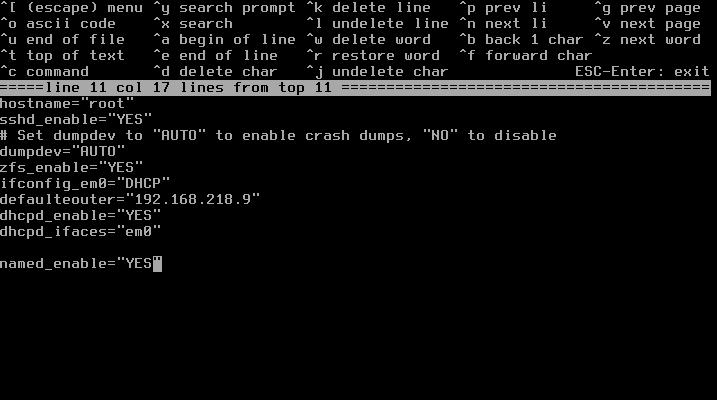 ^[ (escape) menu ^y search prompt ^k delete line ^p prev li ^g prev page
^o ascii code ^x search ^l undelete line ^n next li ^v next page
^u end of file ^a begin of line ^w delete word ^b back 1 char ^z next word
^t top of text ^e end of line ^r restore word ^f forward char
^c command ^d delete char ^j undelete char ESC-Enter: exit
=====line 11 col 17 lines from top 11 ============================================
hostname="root"
sshd_enable="YES"
# Set dumpdev to "AUTO" to enable crash dumps, "NO" to disable
dumpdev="AUTO"
zfs_enable="YES"
ifconfig_em0="DHCP"
defaulteouter="192.168.218.9"
dhcpd_enable="YES"
dhcpd_ifaces="em0"
named_enable="YES"